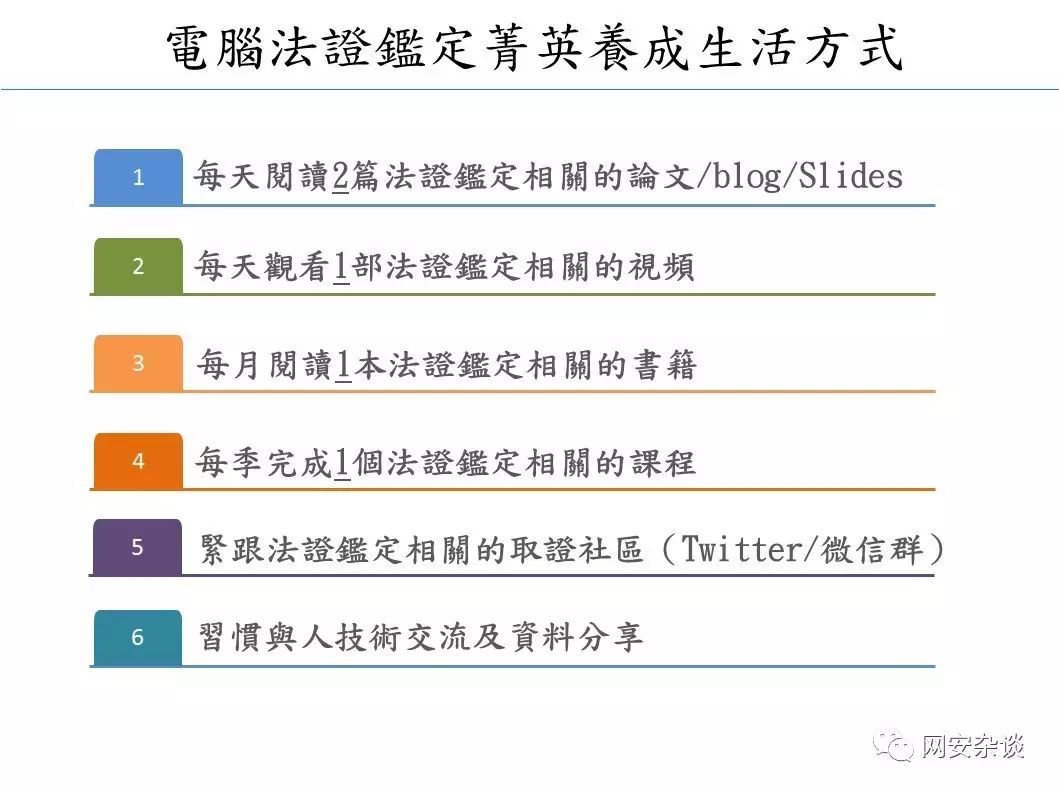 電腦法證鑑定菁英養成生活方式
1 每天閱讀2篇法證鑑定相關的論文/blog/Slides
2 每天觀看1部法證鑑定相關的視頻
3 每月閱讀1本法證鑑定相關的書籍
4 每季完成1個法證鑑定相關的課程
5 緊跟法證鑑定相關的取證社區（Twitter/微信群）
6 習慣與人技術交流及資料分享
网安杂谈